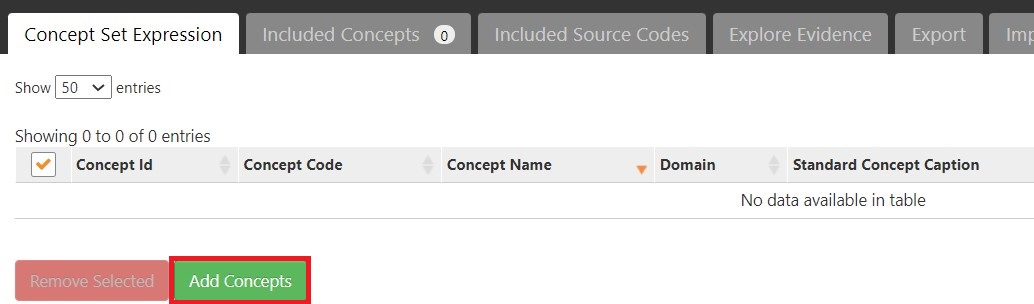 Concept Set Expression Included Concepts 0 Included Source Codes Explore Evidence Export Imp
Show 50 entries
Showing 0 to 0 of 0 entries
Concept Id Concept Code Concept Name Domain Standard Concept Caption
No data available in table
Remove Selected Add Concepts